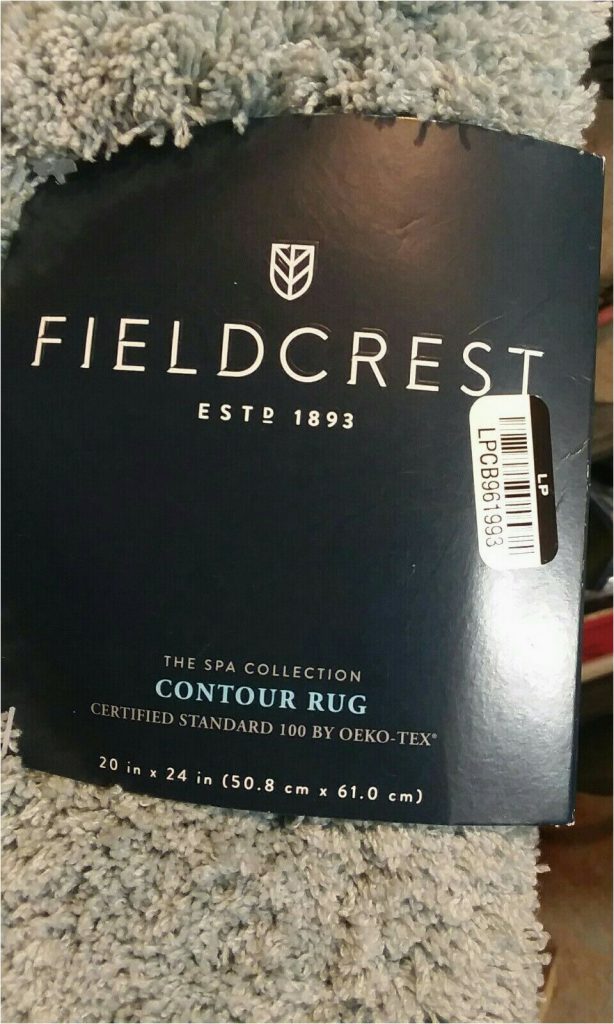 FIELDCREST
ESTD 1893
LP
LPCB961993
THE SPA COLLECTION
CONTOUR RUG
CERTIFIED STANDARD 100 BY OEKO-TEX®
20 in x 24 in (50.8 cm x 61.0 cm)